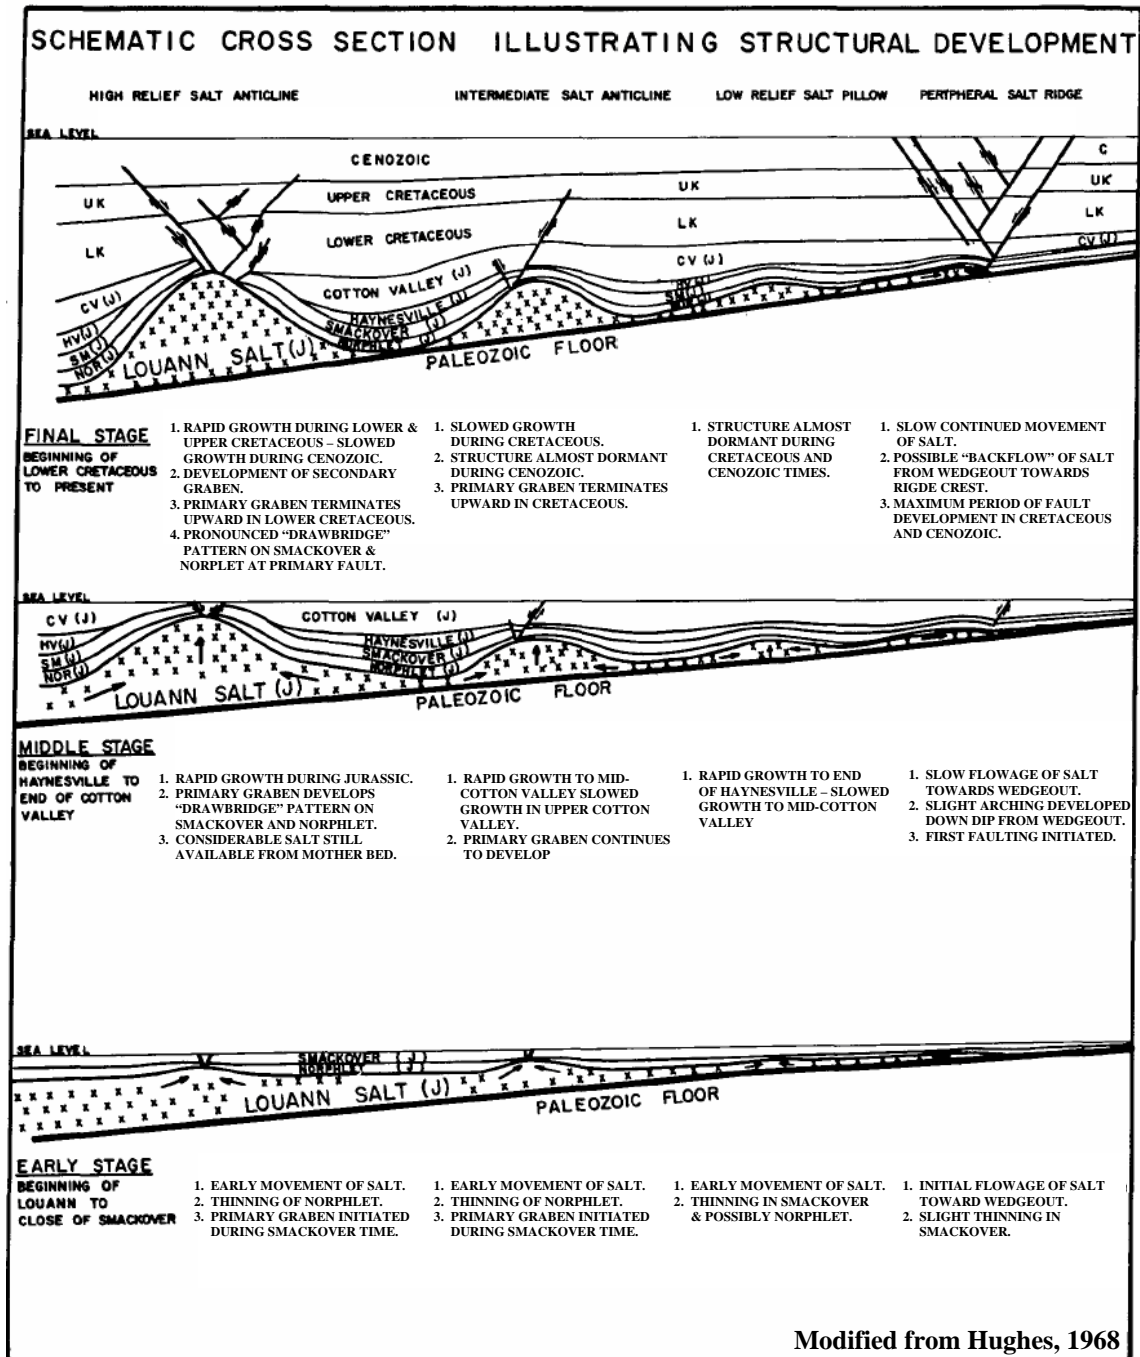 SCHEMATIC CROSS SECTION ILLUSTRATING STRUCTURAL DEVELOPMENT
HIGH RELIEF SALT ANTICLINE
INTERMEDIATE SALT ANTICLINE
LOW RELIEF SALT PILLOW
PERTPHERAL SALT RIDGE
SEA LEVEL
CENOZOIC
C
UK
UPPER CRETACEOUS
UK
UK
LK
LOWER CRETACEOUS
LK
LK
CV (J)
COTTON VALLEY (J)
CV (J)
CV (J)
HV(J)
SM(J)
NOR(J)
HAYNESVILLE (J)
SMACKOVER (J)
NORPHLET (J)
HV(J)
SM(J)
NOR(J)
LOUANN SALT (J)
PALEOZOIC FLOOR
FINAL STAGE
BEGINNING OF
LOWER CRETACEOUS
TO PRESENT
1. RAPID GROWTH DURING LOWER &
UPPER CRETACEOUS – SLOWED
GROWTH DURING CENOZOIC.
2. DEVELOPMENT OF SECONDARY
GRABEN.
3. PRIMARY GRABEN TERMINATES
UPWARD IN LOWER CRETACEOUS.
4. PRONOUNCED “DRAWBRIDGE”
PATTERN ON SMACKOVER &
NORPLET AT PRIMARY FAULT.
1. SLOWED GROWTH
DURING CRETACEOUS.
2. STRUCTURE ALMOST DORMANT
DURING CENOZOIC.
3. PRIMARY GRABEN TERMINATES
UPWARD IN CRETACEOUS.
1. STRUCTURE ALMOST
DORMANT DURING
CRETACEOUS AND
CENOZOIC TIMES.
1. SLOW CONTINUED MOVEMENT
OF SALT.
2. POSSIBLE “BACKFLOW” OF SALT
FROM WEDGEOUT TOWARDS
RIGDE CREST.
3. MAXIMUM PERIOD OF FAULT
DEVELOPMENT IN CRETACEOUS
AND CENOZOIC.
SEA LEVEL
CV (J)
COTTON VALLEY (J)
HV(J)
SM(J)
NOR(J)
HAYNESVILLE (J)
SMACKOVER (J)
NORPHLET (J)
LOUANN SALT (J)
PALEOZOIC FLOOR
MIDDLE STAGE
BEGINNING OF
HAYNESVILLE TO
END OF COTTON
VALLEY
1. RAPID GROWTH DURING JURASSIC.
2. PRIMARY GRABEN DEVELOPS
“DRAWBRIDGE” PATTERN ON
SMACKOVER AND NORPHLET.
3. CONSIDERABLE SALT STILL
AVAILABLE FROM MOTHER BED.
1. RAPID GROWTH TO MID-
COTTON VALLEY SLOWED
GROWTH IN UPPER COTTON
VALLEY.
2. PRIMARY GRABEN CONTINUES
TO DEVELOP
1. RAPID GROWTH TO END
OF HAYNESVILLE – SLOWED
GROWTH TO MID-COTTON
VALLEY
1. SLOW FLOWAGE OF SALT
TOWARDS WEDGEOUT.
2. SLIGHT ARCHING DEVELOPED
DOWN DIP FROM WEDGEOUT.
3. FIRST FAULTING INITIATED.
SEA LEVEL
SMACKOVER (J)
NORPHLEY (J)
LOUANN SALT (J)
PALEOZOIC FLOOR
EARLY STAGE
BEGINNING OF
LOUANN TO
CLOSE OF SMACKOVER
1. EARLY MOVEMENT OF SALT.
2. THINNING OF NORPHLET.
3. PRIMARY GRABEN INITIATED
DURING SMACKOVER TIME.
1. EARLY MOVEMENT OF SALT.
2. THINNING OF NORPHLET.
3. PRIMARY GRABEN INITIATED
DURING SMACKOVER TIME.
1. EARLY MOVEMENT OF SALT.
2. THINNING IN SMACKOVER
& POSSIBLY NORPHLET.
1. INITIAL FLOWAGE OF SALT
TOWARD WEDGEOUT.
2. SLIGHT THINNING IN
SMACKOVER.
Modified from Hughes, 1968